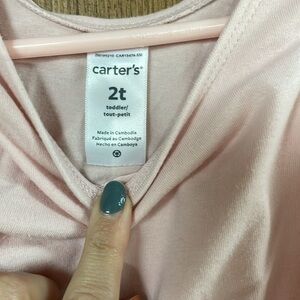 carter's®
2t
toddler/
tout-petit
Made in Cambodia
Fabriqué au Cambodge
Hecho en Camboya